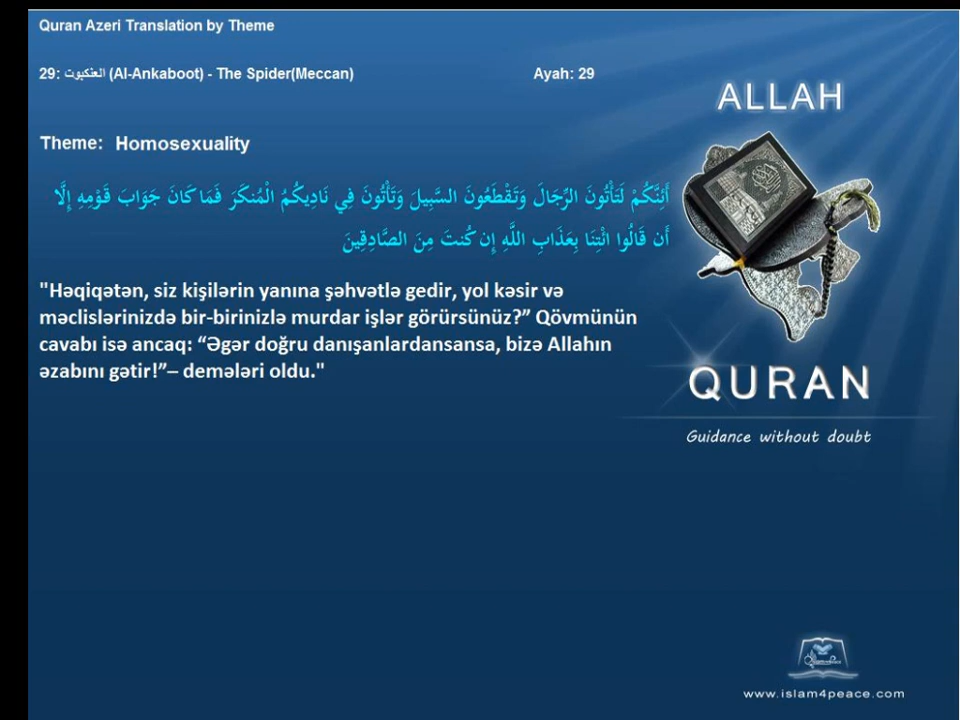 Quran Azeri Translation by Theme
29: العنكبوت (Al-Ankaboot) - The Spider(Meccan) Ayah: 29
Theme: Homosexuality
أَئِنَّكُمْ لَتَأْتُونَ الرِّجَالَ وَتَقْطَعُونَ السَّبِيلَ وَتَأْتُونَ فِي نَادِيكُمُ الْمُنكَرَ فَمَا كَانَ جَوَابَ قَوْمِهِ إِلَّا
أَن قَالُوا ائْتِنَا بِعَذَابِ اللَّهِ إِن كُنتَ مِنَ الصَّادِقِينَ
"Həqiqətən, siz kişilərin yanına şəhvətlə gedir, yol kəsir və
məclislərinizdə bir-birinizlə murdar işlər görürsünüz?” Qövmünün
cavabı isə ancaq: “Əgər doğru danışanlardansansa, bizə Allahın
əzabını gətir!”– demələri oldu."
ALLAH
QURAN
Guidance without doubt
www.islam4peace.com